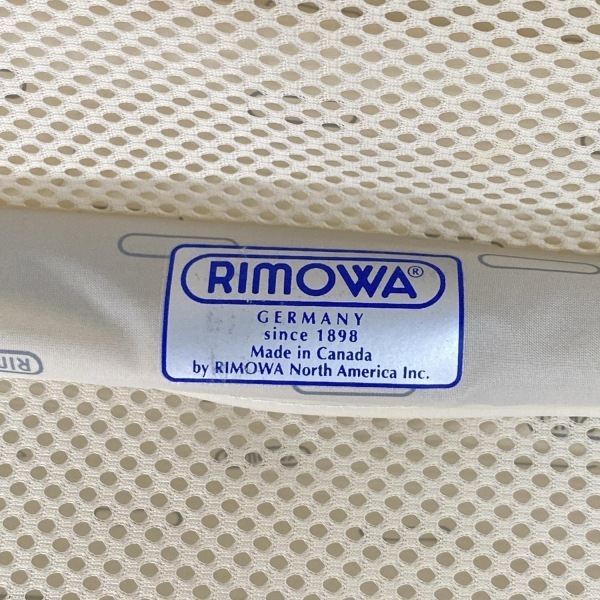 RIMOWA®
GERMANY
since 1898
Made in Canada
by RIMOWA North America Inc.